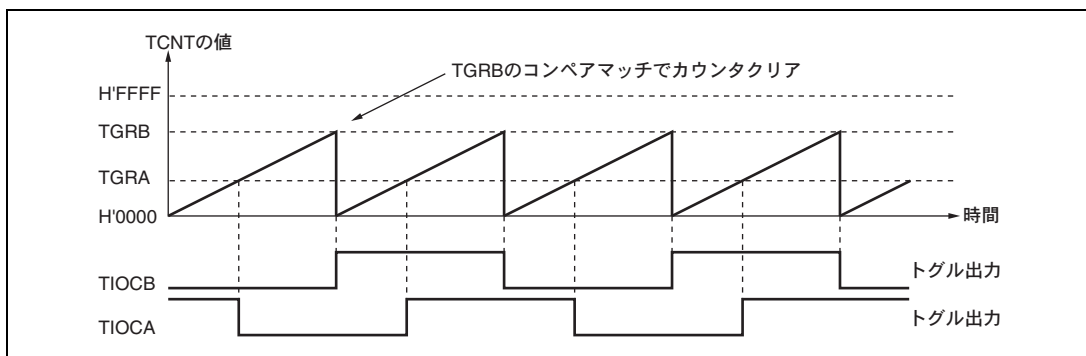 TCNTの値
TGRBのコンペアマッチでカウンタクリア
H'FFFF
TGRB
TGRA
H'0000
時間
TIOCB
トグル出力
TIOCA
トグル出力